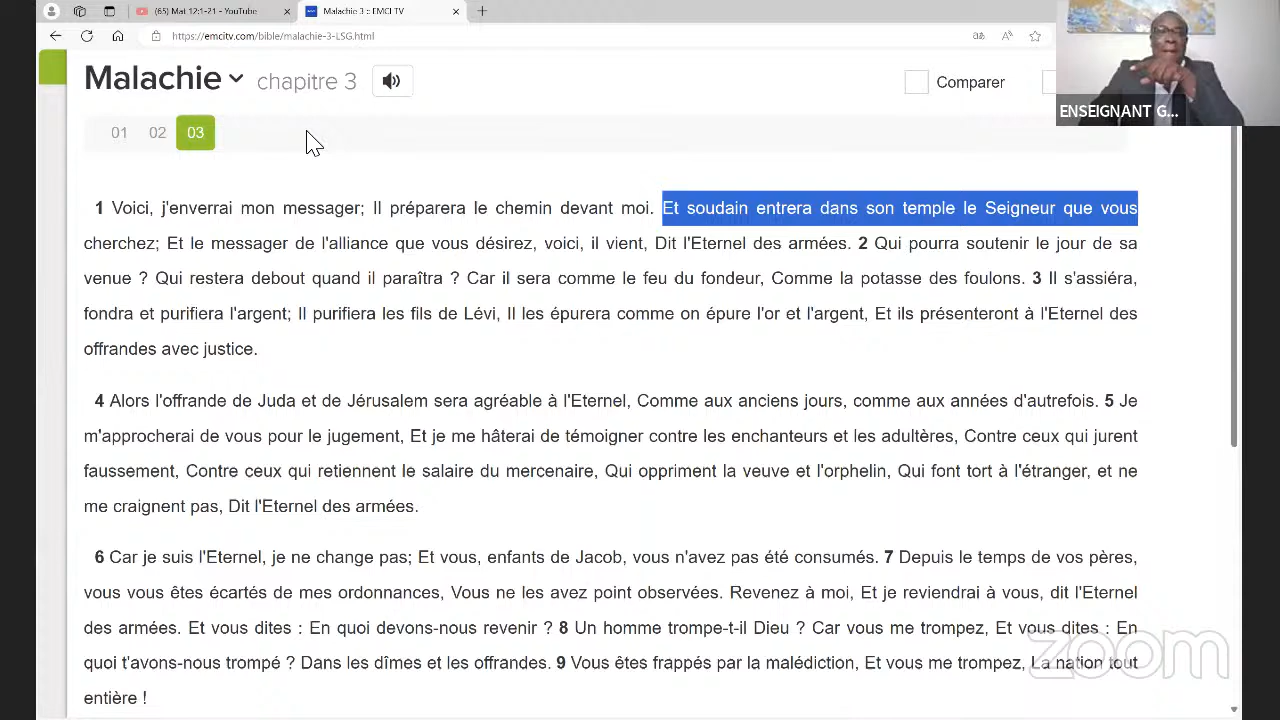 (65) Mat 12:1-21 - YouTube
Malachie 3 :: EMCI TV
https://emcitv.com/bible/malachie-3-LSG.html
Malachie chapitre 3
Comparer
ENSEIGNANT G...
01 02 03
1 Voici, j'enverrai mon messager; Il préparera le chemin devant moi. Et soudain entrera dans son temple le Seigneur que vous
cherchez; Et le messager de l'alliance que vous désirez, voici, il vient, Dit l'Eternel des armées. 2 Qui pourra soutenir le jour de sa
venue ? Qui restera debout quand il paraîtra ? Car il sera comme le feu du fondeur, Comme la potasse des foulons. 3 Il s'assiéra,
fondra et purifiera l'argent; Il purifiera les fils de Lévi, Il les épurera comme on épure l'or et l'argent, Et ils présenteront à l'Eternel des
offrandes avec justice.
4 Alors l'offrande de Juda et de Jérusalem sera agréable à l'Eternel, Comme aux anciens jours, comme aux années d'autrefois. 5 Je
m'approcherai de vous pour le jugement, Et je me hâterai de témoigner contre les enchanteurs et les adultères, Contre ceux qui jurent
faussement, Contre ceux qui retiennent le salaire du mercenaire, Qui oppriment la veuve et l'orphelin, Qui font tort à l'étranger, et ne
me craignent pas, Dit l'Eternel des armées.
6 Car je suis l'Eternel, je ne change pas; Et vous, enfants de Jacob, vous n'avez pas été consumés. 7 Depuis le temps de vos pères,
vous vous êtes écartés de mes ordonnances, Vous ne les avez point observées. Revenez à moi, Et je reviendrai à vous, dit l'Eternel
des armées. Et vous dites : En quoi devons-nous revenir ? 8 Un homme trompe-t-il Dieu ? Car vous me trompez, Et vous dites : En
quoi t'avons-nous trompé ? Dans les dîmes et les offrandes. 9 Vous êtes frappés par la malédiction, Et vous me trompez, La nation tout
entière !
zoom